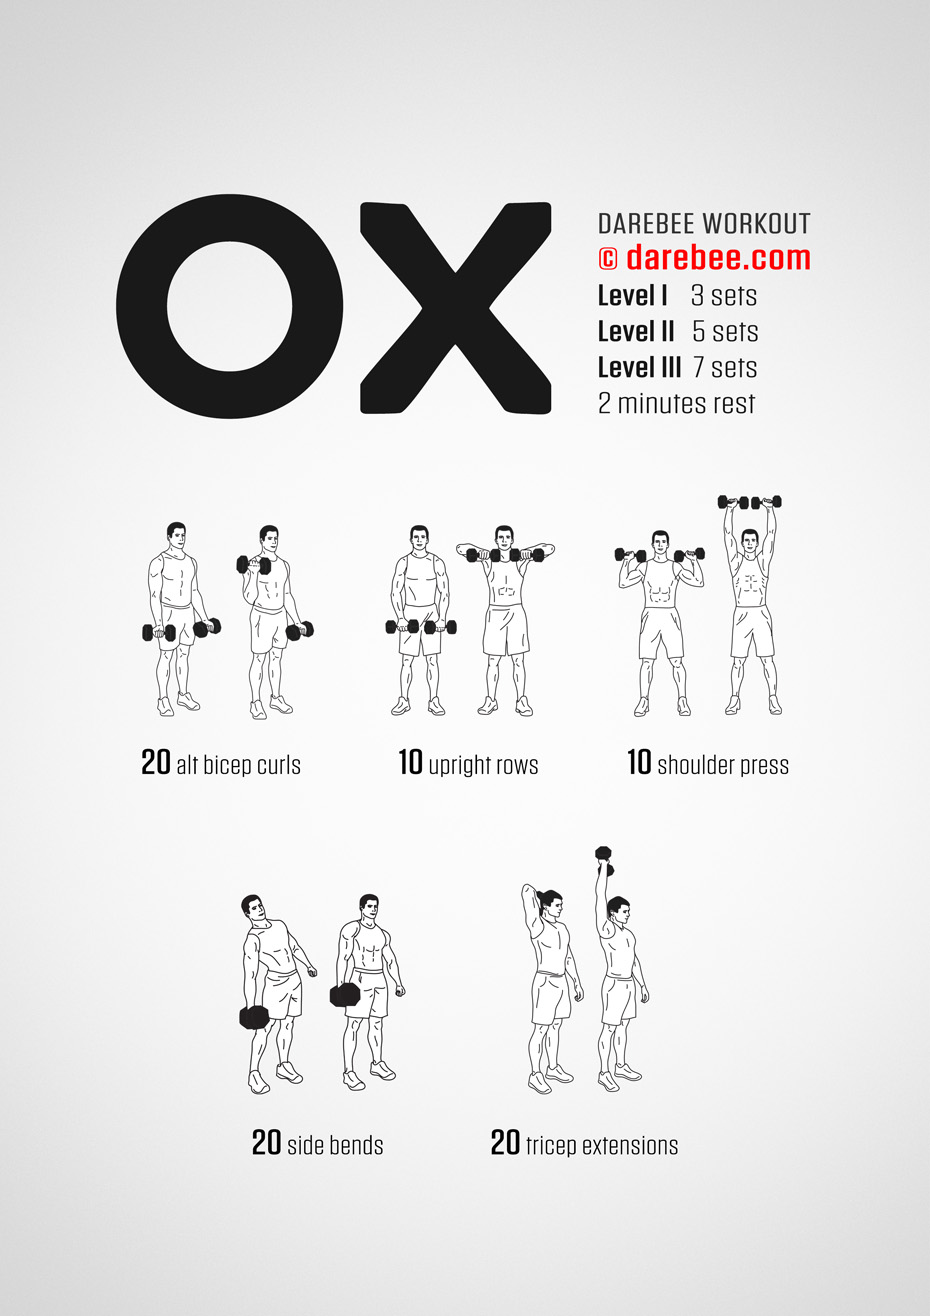 OX
DAREBEE WORKOUT
© darebee.com
Level I 3 sets
Level II 5 sets
Level III 7 sets
2 minutes rest
20 alt bicep curls
10 upright rows
10 shoulder press
20 side bends
20 tricep extensions